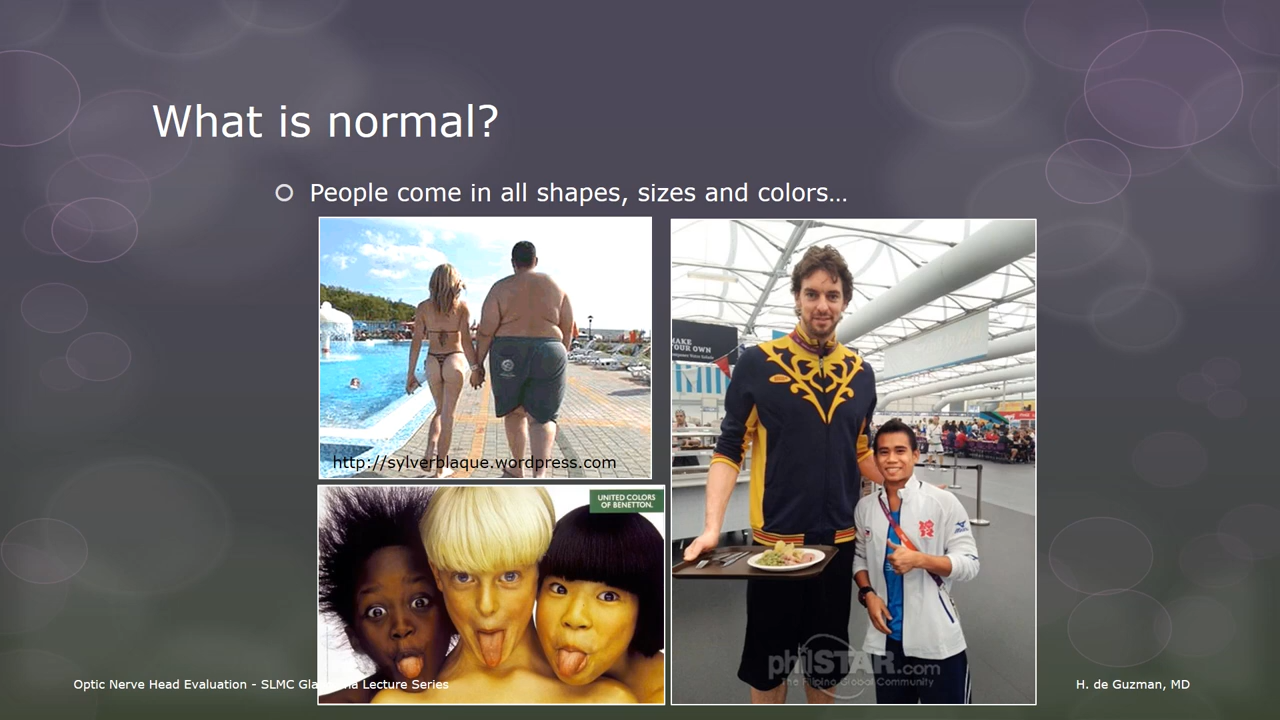 What is normal?
People come in all shapes, sizes and colors...
http://sylverblaque.wordpress.com
UNITED COLORS
OF BENETTON.
MAKE
YOUR OWN
philSTAR.com
The Filipino Global Community
Optic Nerve Head Evaluation - SLMC Glaucoma Lecture Series
H. de Guzman, MD